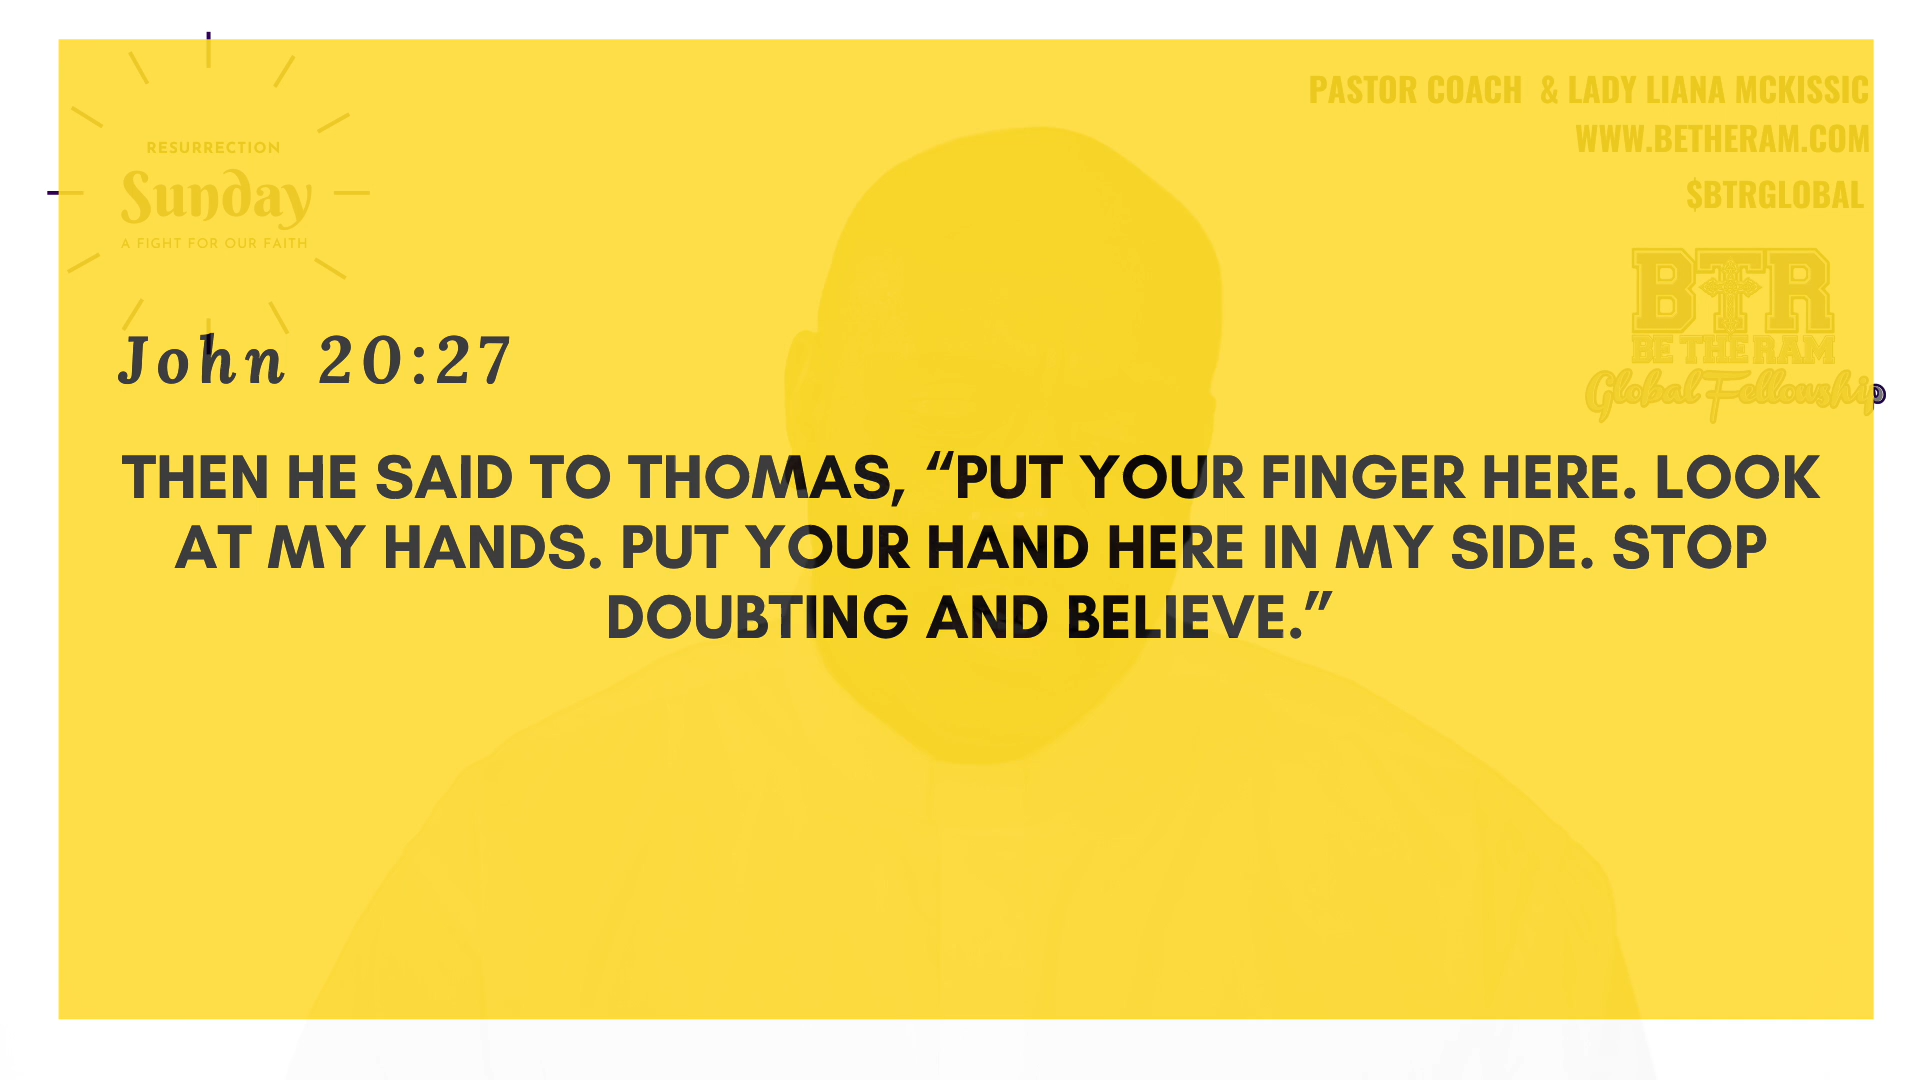 PASTOR COACH & LADY LIANA MCKISSIC
WWW.BETHERAM.COM
$BTRGLOBAL
RESURRECTION
Sunday
A FIGHT FOR OUR FAITH
BTR
BE THE RAM
Global Fellowship
John 20:27
THEN HE SAID TO THOMAS, “PUT YOUR FINGER HERE. LOOK
AT MY HANDS. PUT YOUR HAND HERE IN MY SIDE. STOP
DOUBTING AND BELIEVE.”